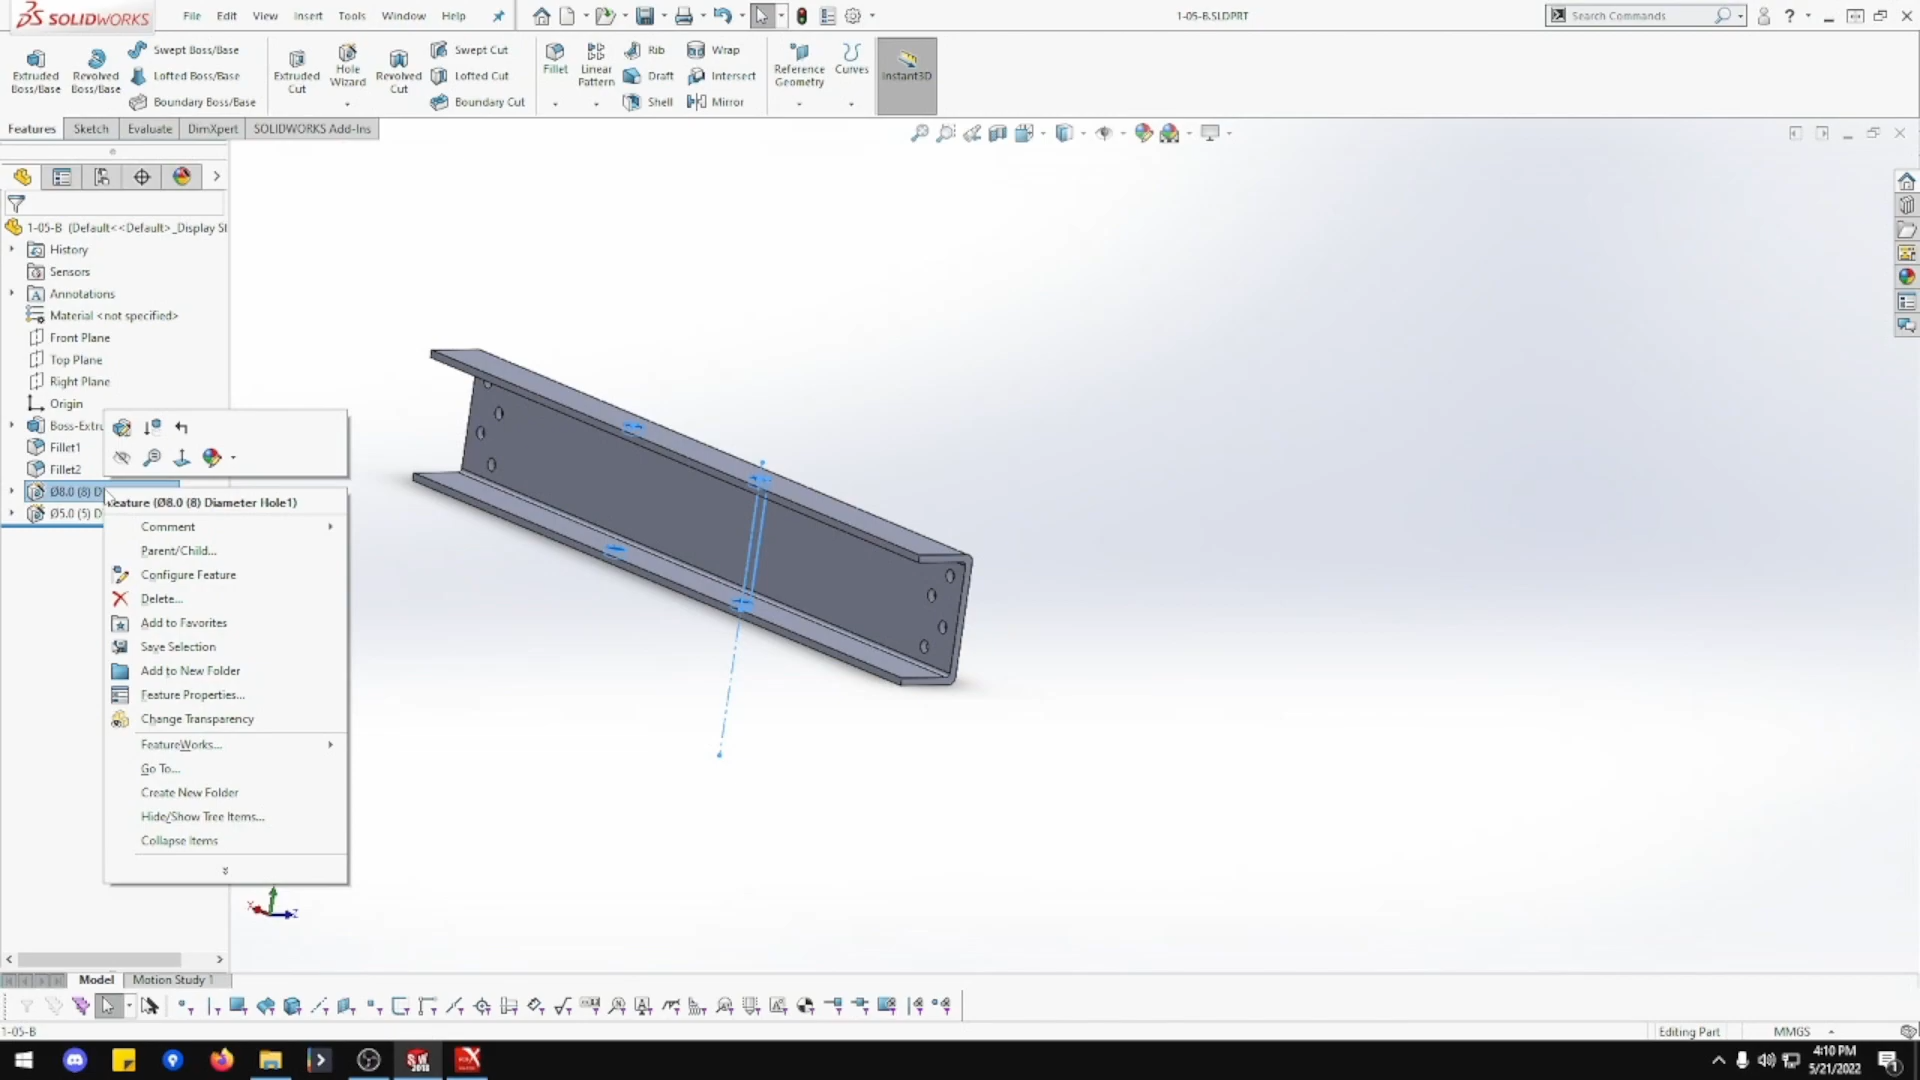 SOLIDWORKS
File Edit View Insert Tools Window Help
1-05-B.SLDPRT
Search Commands
Extruded Boss/Base
Revolved Boss/Base
Swept Boss/Base
Lofted Boss/Base
Boundary Boss/Base
Extruded Cut
Hole Wizard
Revolved Cut
Swept Cut
Lofted Cut
Boundary Cut
Fillet
Linear Pattern
Rib
Draft
Shell
Wrap
Intersect
Mirror
Reference Geometry
Curves
Instant3D
Features Sketch Evaluate DimXpert SOLIDWORKS Add-Ins
1-05-B (Default<<Default>_Display St
History
Sensors
Annotations
Material <not specified>
Front Plane
Top Plane
Right Plane
Origin
Boss-Extru
Fillet1
Fillet2
Ø8.0 (8) D
Ø5.0 (5) D
Feature (Ø8.0 (8) Diameter Hole1)
Comment
Parent/Child...
Configure Feature
Delete...
Add to Favorites
Save Selection
Add to New Folder
Feature Properties...
Change Transparency
FeatureWorks...
Go To...
Create New Folder
Hide/Show Tree Items...
Collapse Items
X Z
Model Motion Study 1
1-05-B
Editing Part MMGS
4:10 PM
5/21/2022